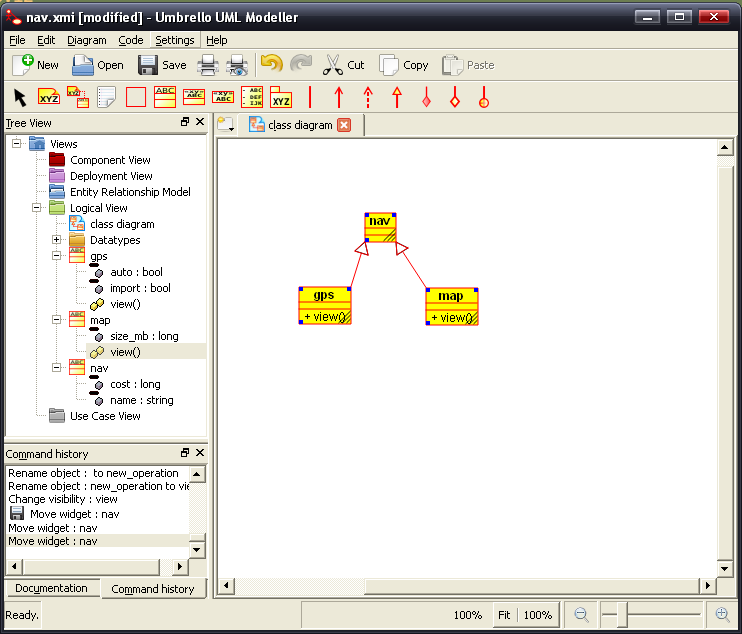 nav.xmi [modified] - Umbrello UML Modeller
File Edit Diagram Code Settings Help
New Open Save Cut Copy Paste
XYZ XYZ ABC -xy- ABC -xy- ABC ABC DEF IJK XYZ
Tree View
class diagram
Views
Component View
Deployment View
Entity Relationship Model
Logical View
class diagram
Datatypes
gps
auto : bool
import : bool
view()
map
size_mb : long
view()
nav
cost : long
name : string
Use Case View
nav
gps
+ view()
map
+ view()
Command history
Rename object : to new_operation
Rename object : new_operation to vie
Change visibility : view
Move widget : nav
Move widget : nav
Move widget : nav
Documentation Command history
Ready. 100% Fit 100%